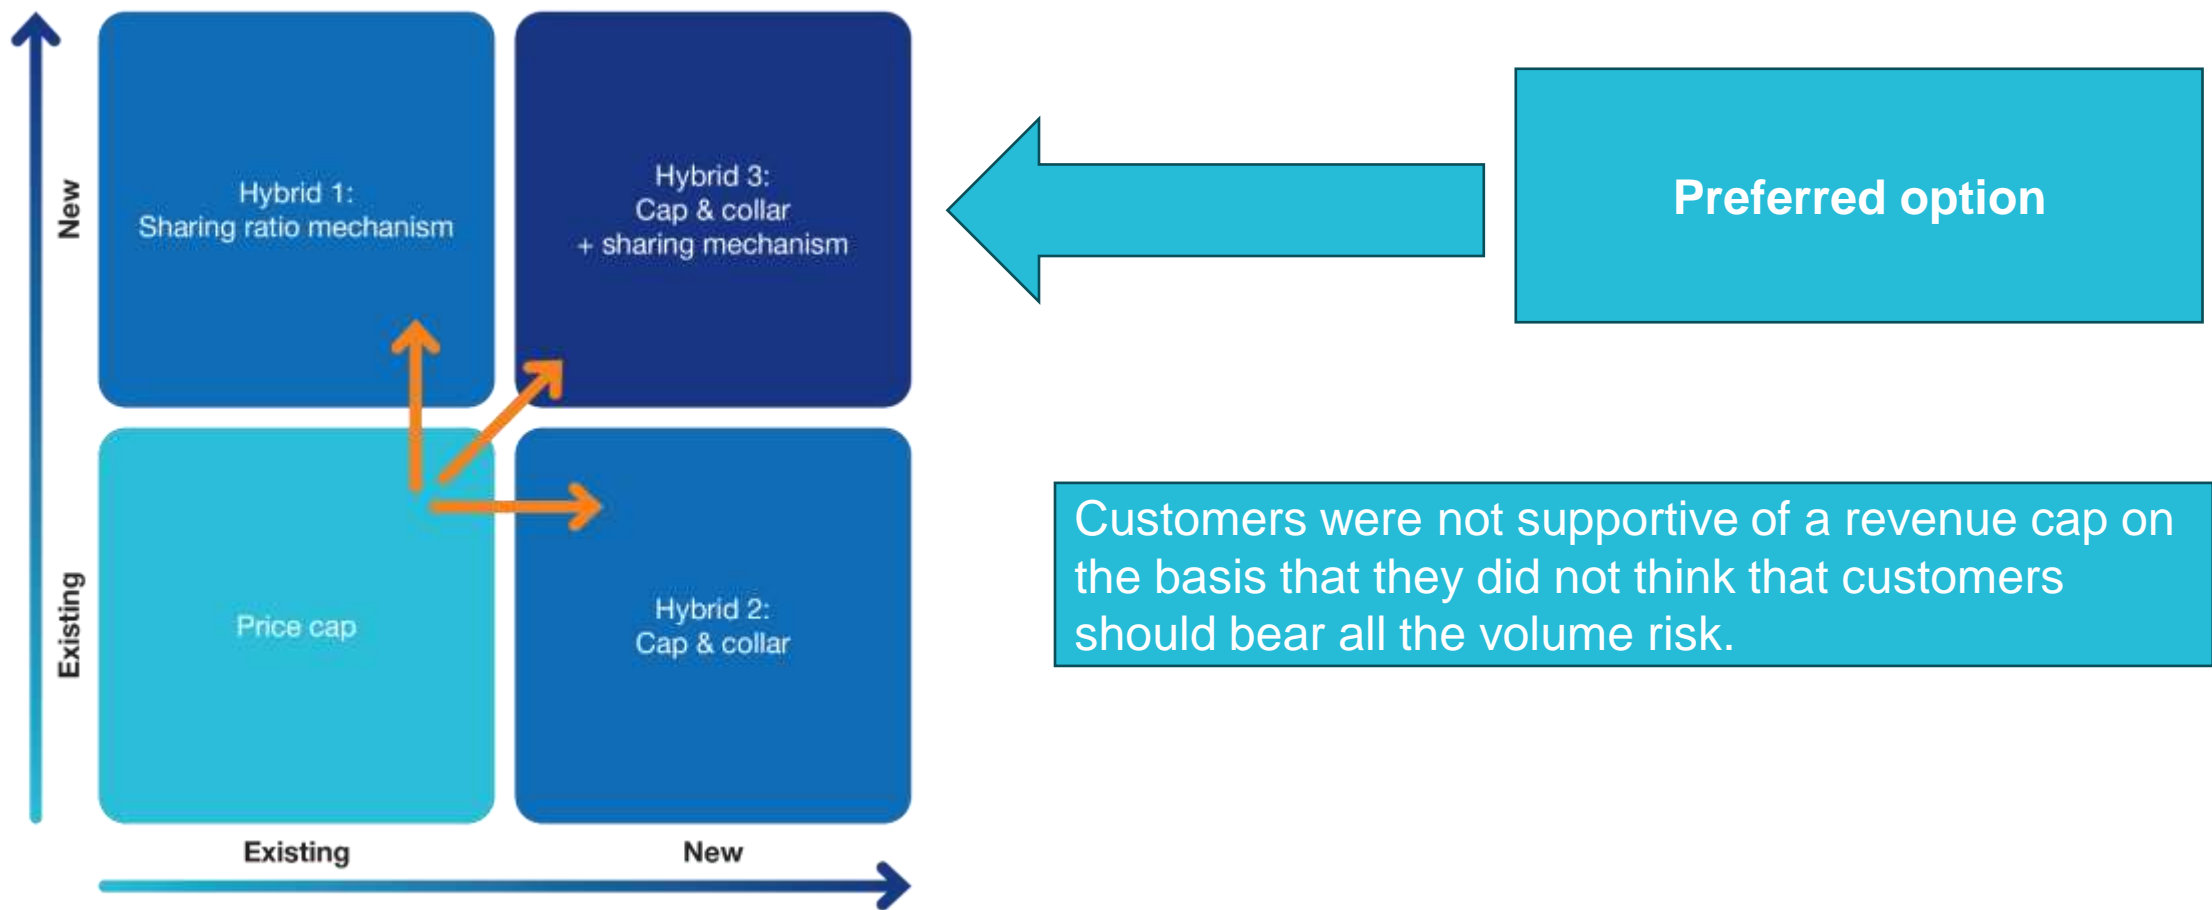 New
Hybrid 1:
Sharing ratio mechanism
Hybrid 3:
Cap & collar
+ sharing mechanism
Preferred option
Existing
Price cap
Hybrid 2:
Cap & collar
Customers were not supportive of a revenue cap on
the basis that they did not think that customers
should bear all the volume risk.
Existing
New